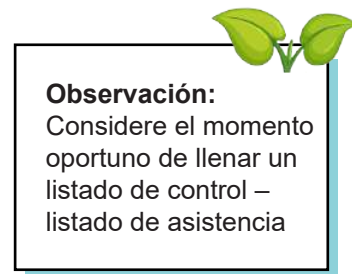 Observación:
Considere el momento
oportuno de llenar un
listado de control –
listado de asistencia